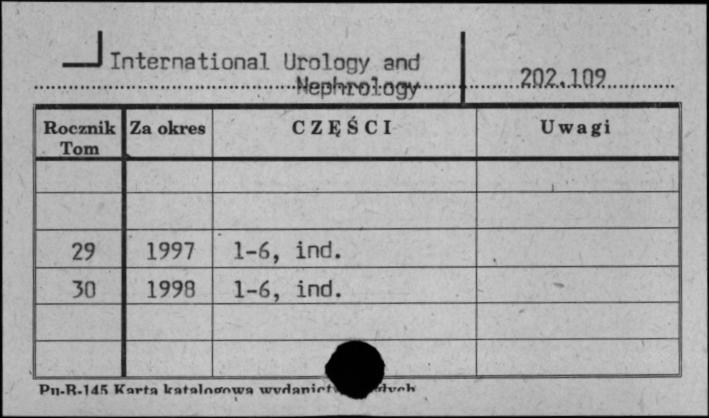 International Urology and
Nephrology
202.109
Rocznik Tom Za okres CZĘŚCI Uwagi
29 1997 1-6, ind.
30 1998 1-6, ind.
Pu-R-145 Karta katalogowa